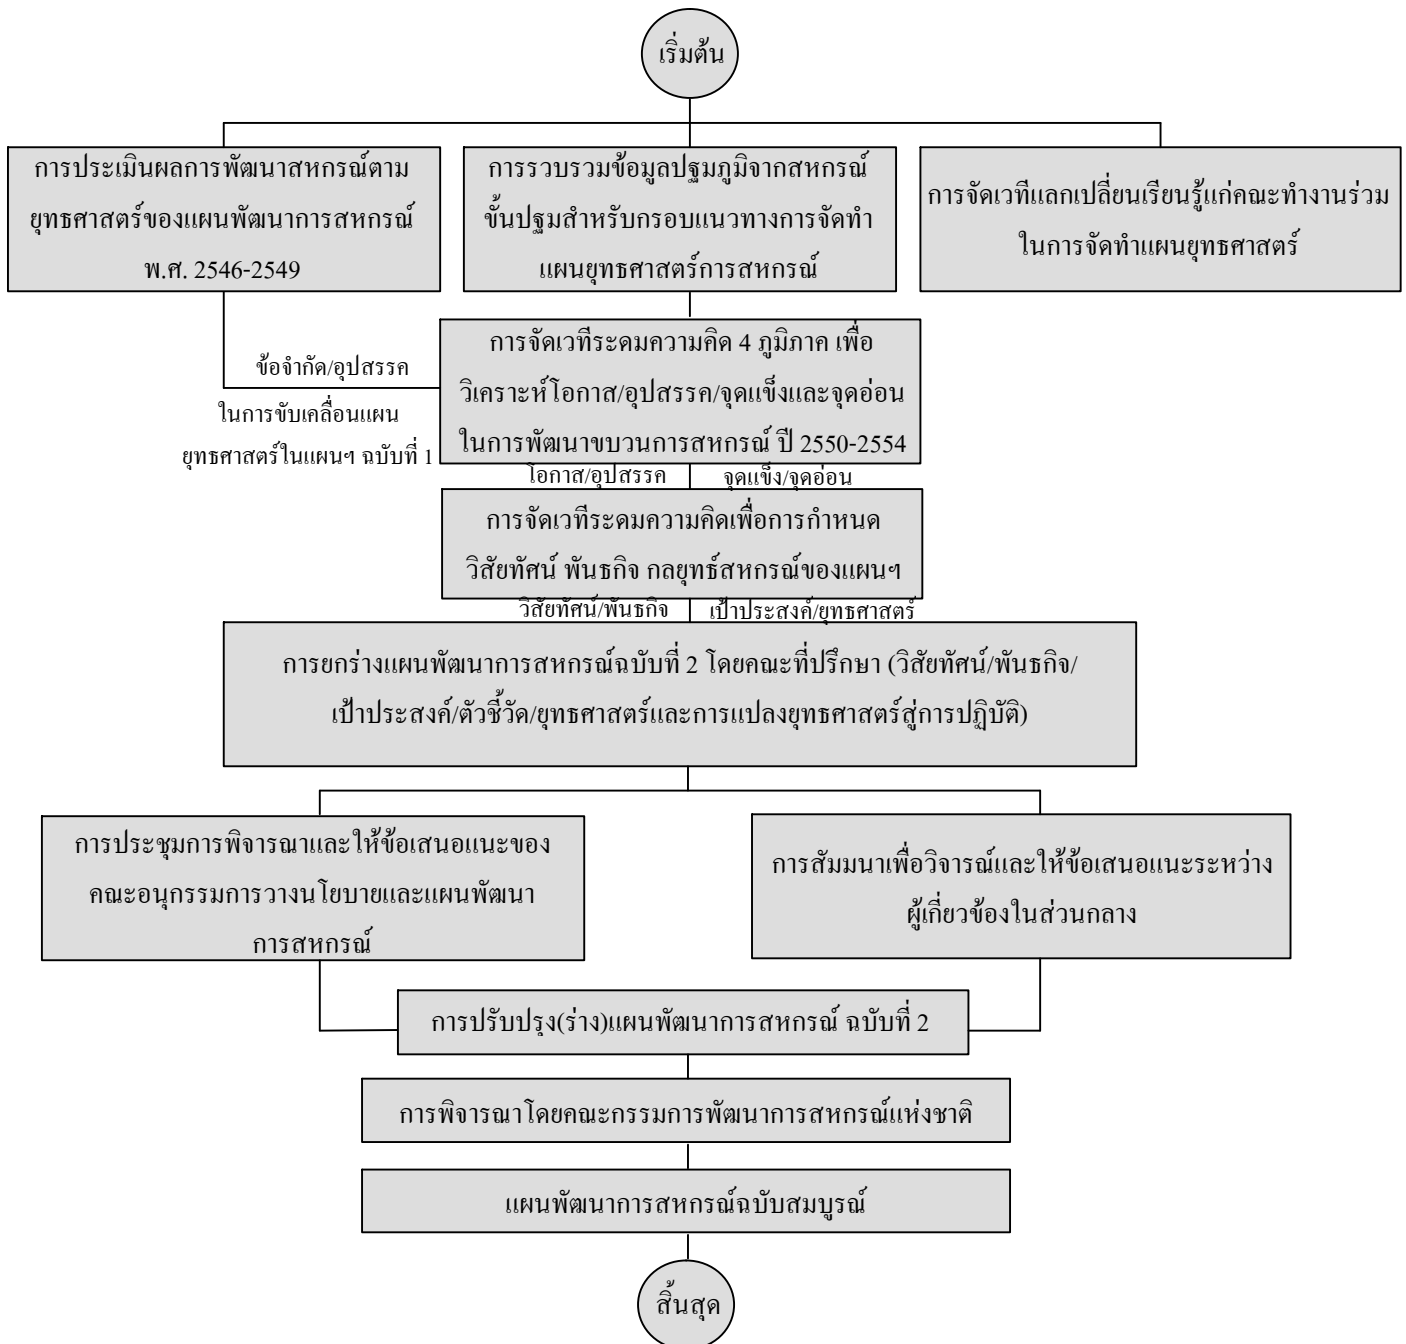 เริ่มต้น
การประเมินผลการพัฒนาสหกรณ์ตาม
ยุทธศาสตร์ของแผนพัฒนาการสหกรณ์
พ.ศ. 2546-2549
การรวบรวมข้อมูลปฐมภูมิจากสหกรณ์
ขั้นปฐมสำหรับกรอบแนวทางการจัดทำ
แผนยุทธศาสตร์การสหกรณ์
การจัดเวทีแลกเปลี่ยนเรียนรู้แก่คณะทำงานร่วม
ในการจัดทำแผนยุทธศาสตร์
ข้อจำกัด/อุปสรรค
ในการขับเคลื่อนแผน
ยุทธศาสตร์ในแผนฯ ฉบับที่ 1
การจัดเวทีระดมความคิด 4 ภูมิภาค เพื่อ
วิเคราะห์โอกาส/อุปสรรค/จุดแข็งและจุดอ่อน
ในการพัฒนาขบวนการสหกรณ์ ปี 2550-2554
โอกาส/อุปสรรค
จุดแข็ง/จุดอ่อน
การจัดเวทีระดมความคิดเพื่อการกำหนด
วิสัยทัศน์ พันธกิจ กลยุทธ์สหกรณ์ของแผนฯ
วิสัยทัศน์/พันธกิจ
เป้าประสงค์/ยุทธศาสตร์
การยกร่างแผนพัฒนาการสหกรณ์ฉบับที่ 2 โดยคณะที่ปรึกษา (วิสัยทัศน์/พันธกิจ/
เป้าประสงค์/ตัวชี้วัด/ยุทธศาสตร์และการแปลงยุทธศาสตร์สู่การปฏิบัติ)
การประชุมการพิจารณาและให้ข้อเสนอแนะของ
คณะอนุกรรมการวางนโยบายและแผนพัฒนา
การสหกรณ์
การสัมมนาเพื่อวิจารณ์และให้ข้อเสนอแนะระหว่าง
ผู้เกี่ยวข้องในส่วนกลาง
การปรับปรุง(ร่าง)แผนพัฒนาการสหกรณ์ ฉบับที่ 2
การพิจารณาโดยคณะกรรมการพัฒนาการสหกรณ์แห่งชาติ
แผนพัฒนาการสหกรณ์ฉบับสมบูรณ์
สิ้นสุด